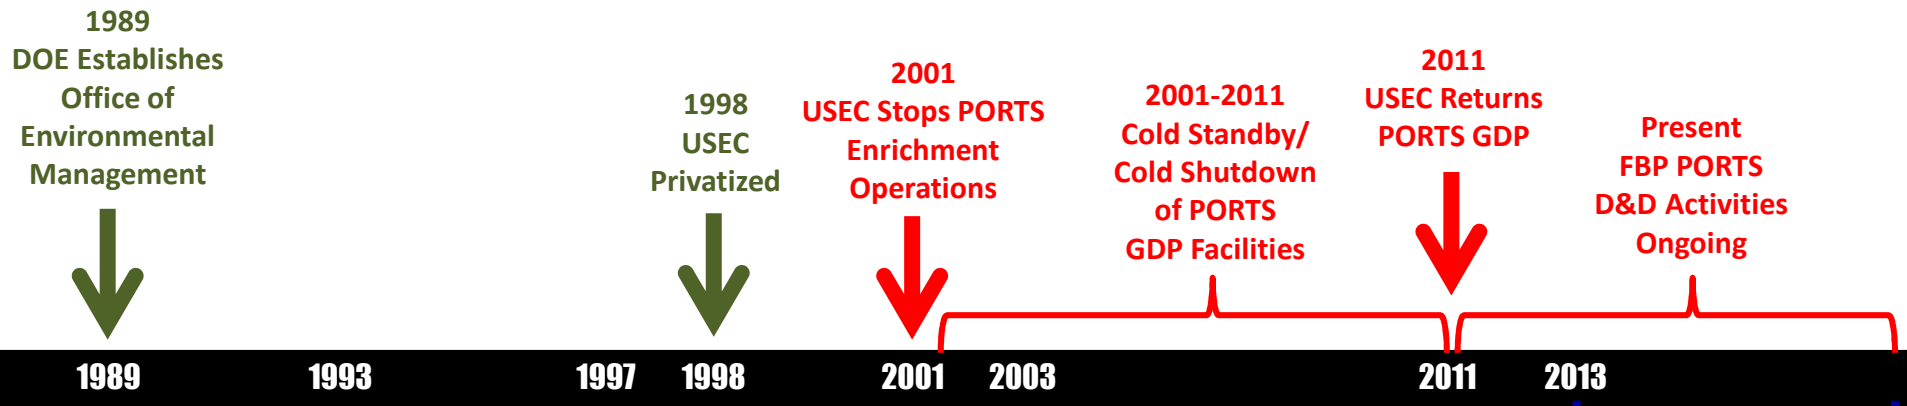 1989
DOE Establishes
Office of
Environmental
Management
1998
USEC
Privatized
2001
USEC Stops PORTS
Enrichment
Operations
2001-2011
Cold Standby/
Cold Shutdown
of PORTS
GDP Facilities
2011
USEC Returns
PORTS GDP
Present
FBP PORTS
D&D Activities
Ongoing
1989 1993 1997 1998 2001 2003 2011 2013